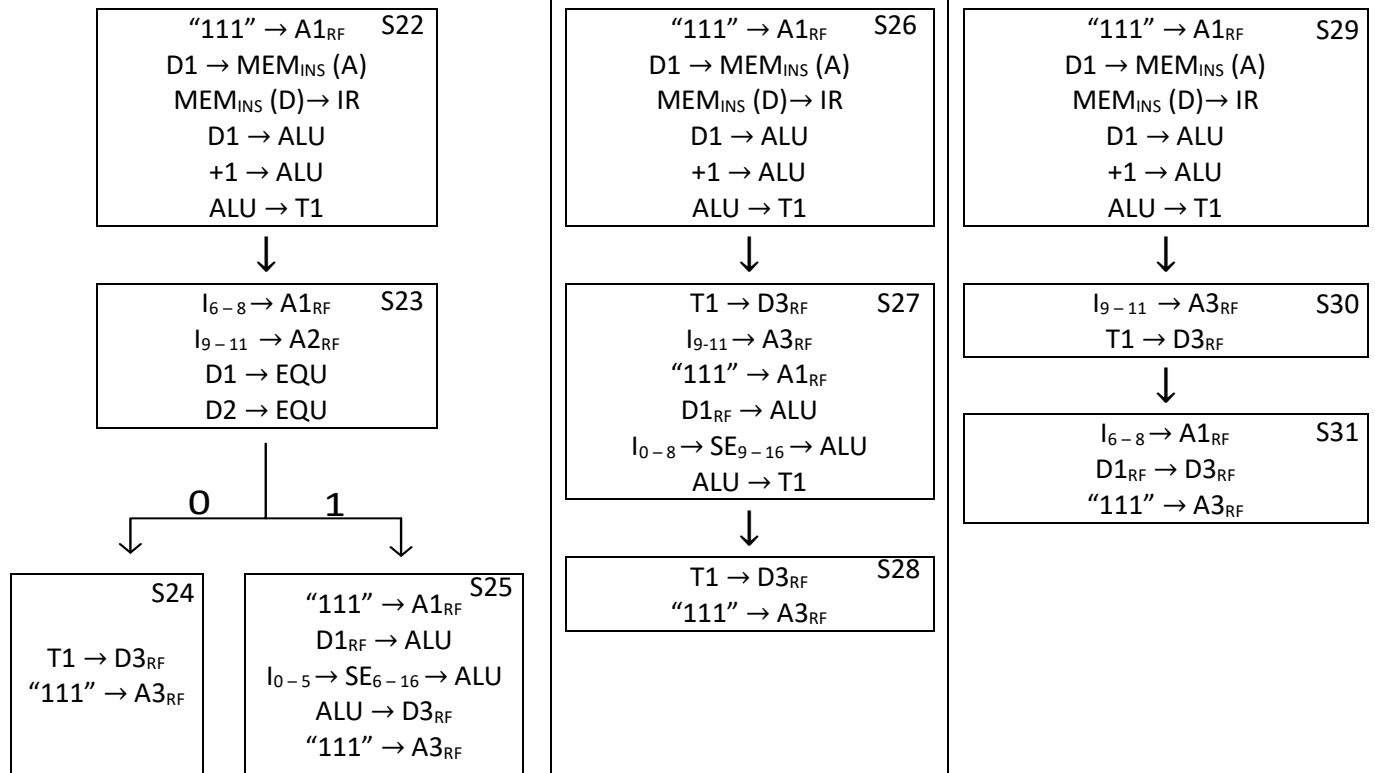 “111” → A1RF S22
D1 → MEMINS (A)
MEMINS (D)→ IR
D1 → ALU
+1 → ALU
ALU → T1
I6 – 8 → A1RF S23
I9 – 11 → A2RF
D1 → EQU
D2 → EQU
0 1
S24
T1 → D3RF
“111” → A3RF
S25
“111” → A1RF
D1RF → ALU
I0 – 5 → SE6 – 16 → ALU
ALU → D3RF
“111” → A3RF
“111” → A1RF S26
D1 → MEMINS (A)
MEMINS (D)→ IR
D1 → ALU
+1 → ALU
ALU → T1
T1 → D3RF S27
I9-11 → A3RF
“111” → A1RF
D1RF → ALU
I0 – 8 → SE9 – 16 → ALU
ALU → T1
T1 → D3RF S28
“111” → A3RF
“111” → A1RF S29
D1 → MEMINS (A)
MEMINS (D)→ IR
D1 → ALU
+1 → ALU
ALU → T1
I9 – 11 → A3RF S30
T1 → D3RF
I6 – 8 → A1RF S31
D1RF → D3RF
“111” → A3RF